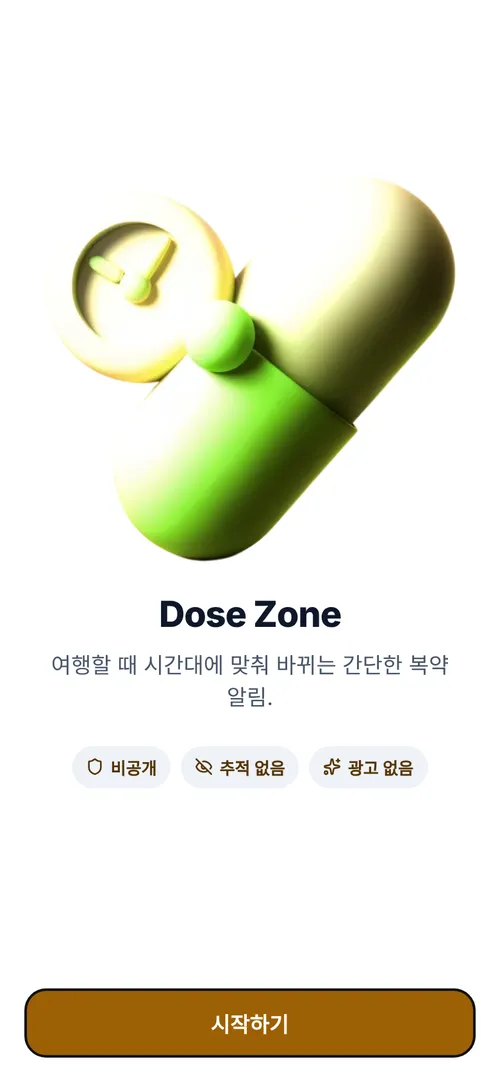 Dose Zone
여행할 때 시간대에 맞춰 바뀌는 간단한 복약
알림.
비공개
추적 없음
광고 없음
시작하기